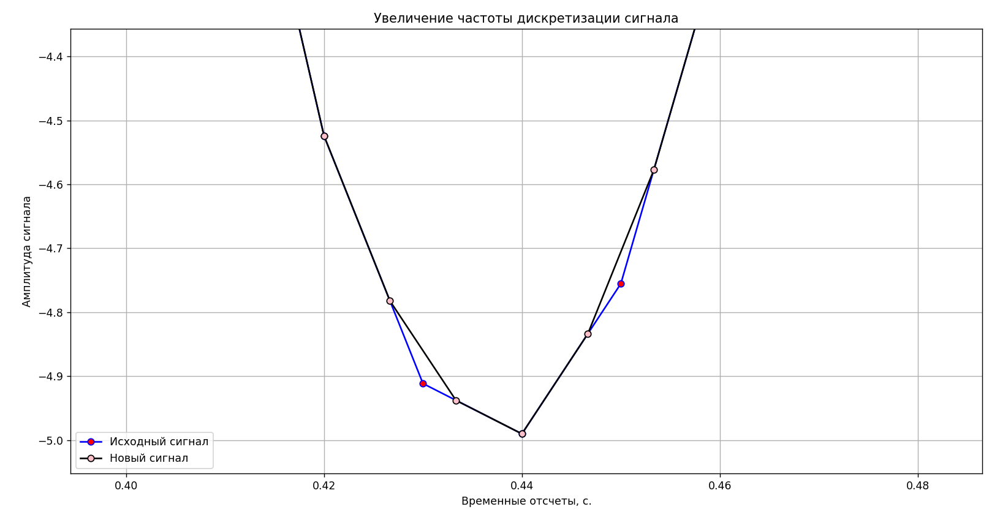 Увеличение частоты дискретизации сигнала
−4.4
−4.5
−4.6
−4.7
−4.8
−4.9
−5.0
Амплитуда сигнала
Исходный сигнал
Новый сигнал
0.40
0.42
0.44
0.46
0.48
Временные отсчеты, с.